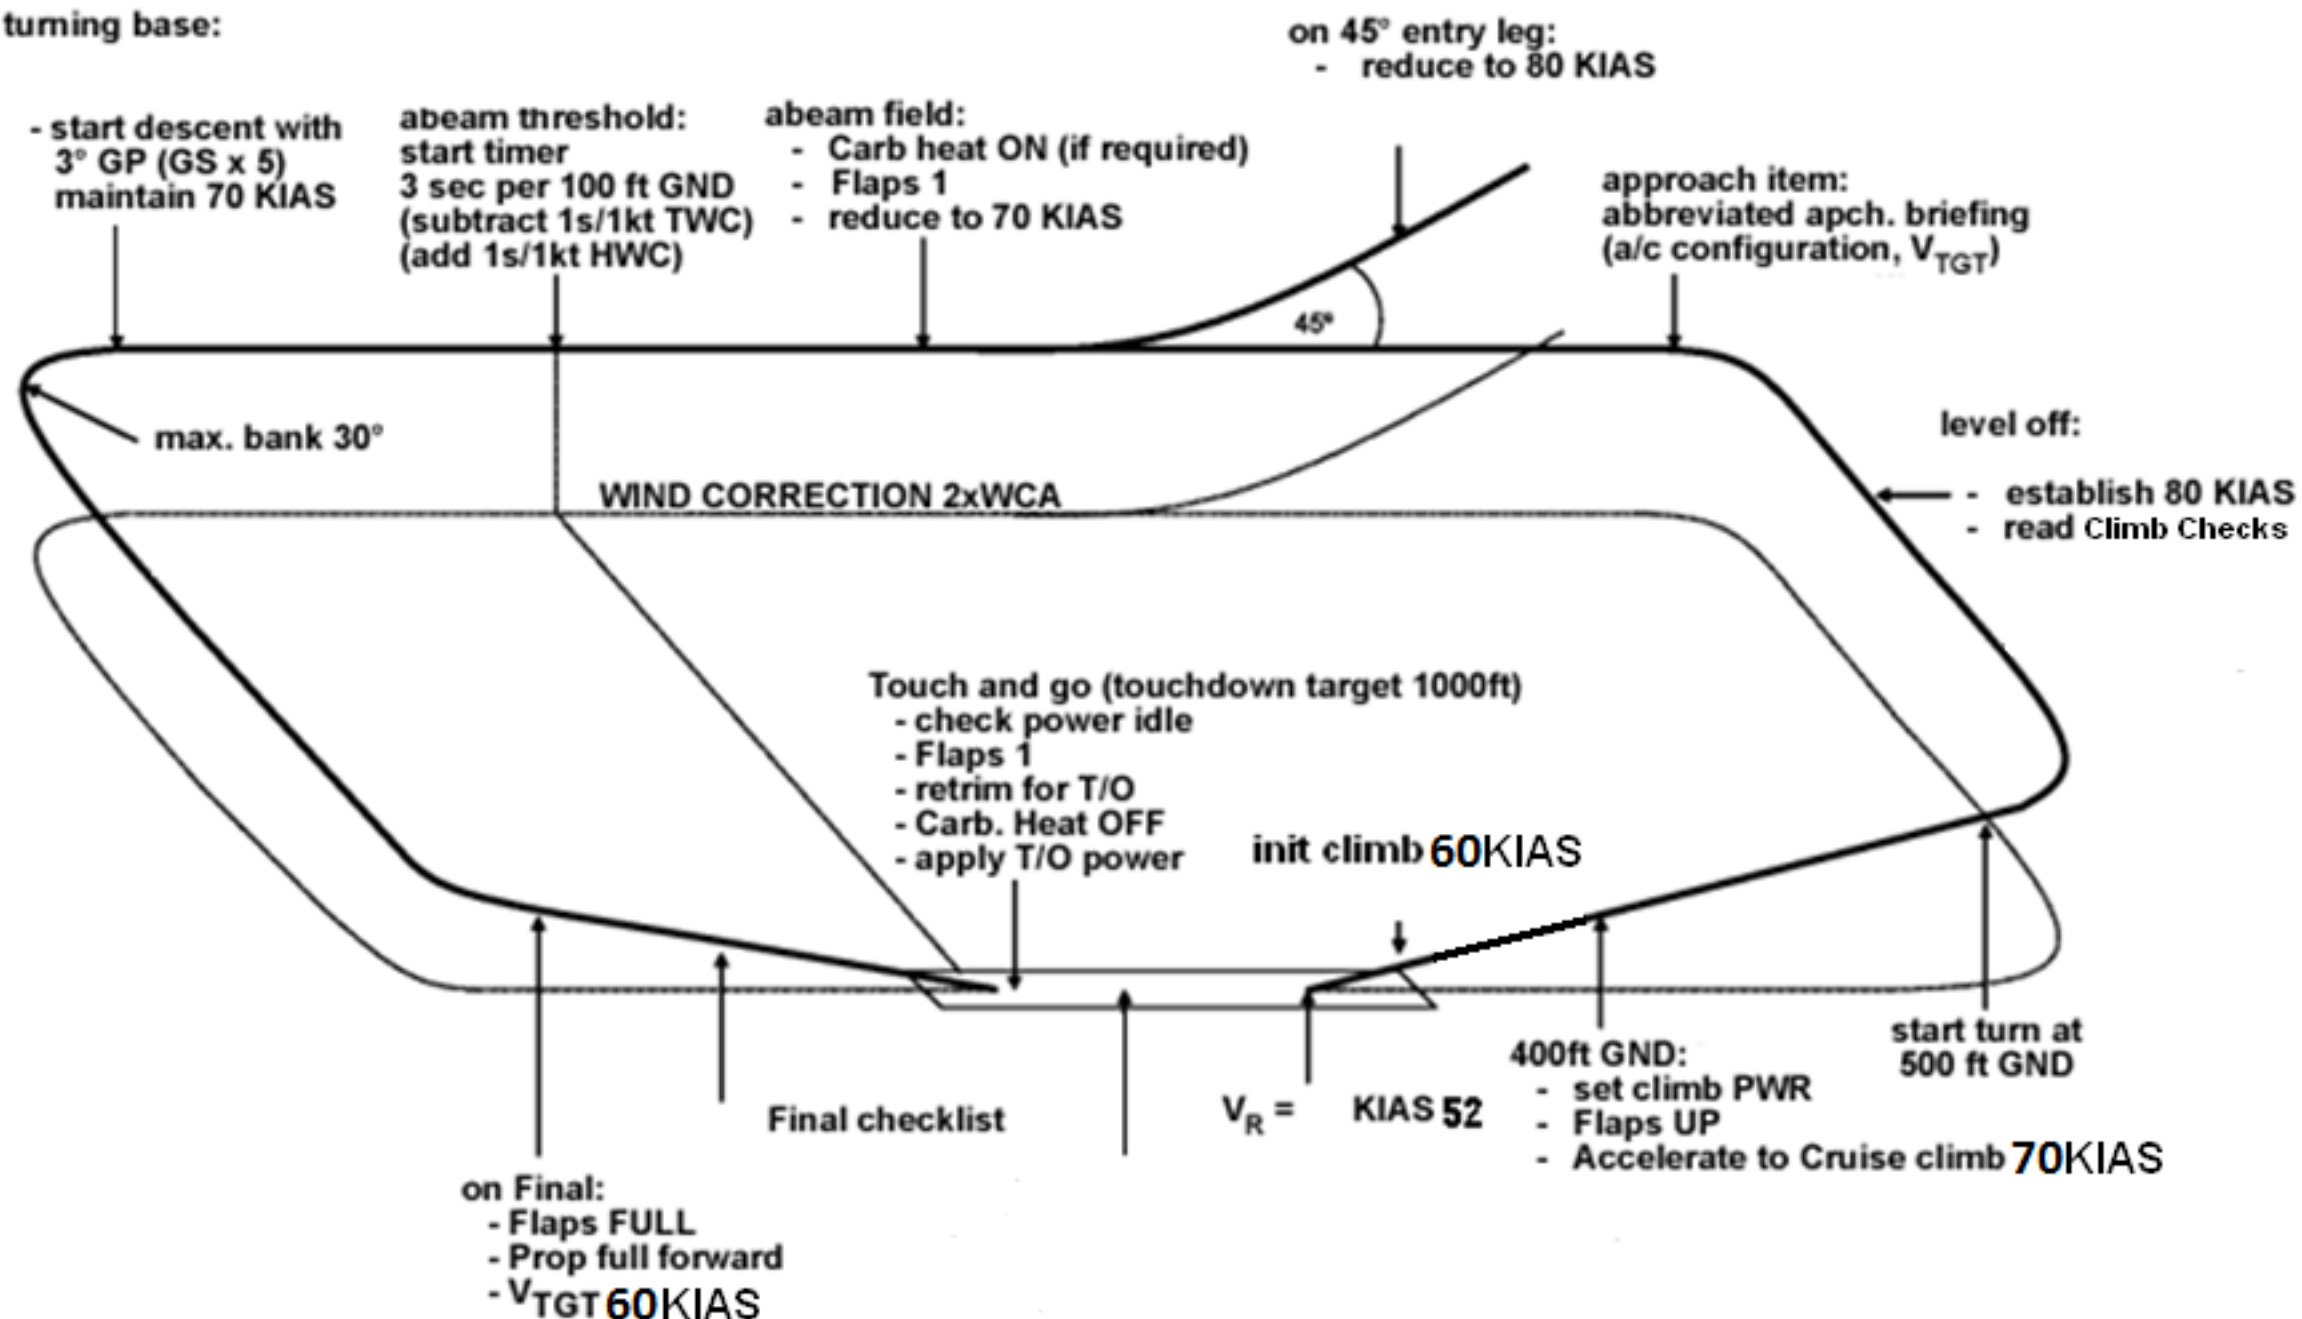 turning base:
- start descent with
3° GP (GS x 5)
maintain 70 KIAS
abeam threshold:
start timer
3 sec per 100 ft GND
(subtract 1s/1kt TWC)
(add 1s/1kt HWC)
abeam field:
- Carb heat ON (if required)
- Flaps 1
- reduce to 70 KIAS
on 45° entry leg:
- reduce to 80 KIAS
approach item:
abbreviated apch. briefing
(a/c configuration, VTGT)
45°
max. bank 30°
level off:
- establish 80 KIAS
- read Climb Checks
WIND CORRECTION 2xWCA
Touch and go (touchdown target 1000ft)
- check power idle
- Flaps 1
- retrim for T/O
- Carb. Heat OFF
- apply T/O power
init climb 60KIAS
start turn at
500 ft GND
400ft GND:
- set climb PWR
- Flaps UP
- Accelerate to Cruise climb 70KIAS
VR = KIAS 52
Final checklist
on Final:
- Flaps FULL
- Prop full forward
- VTGT 60KIAS